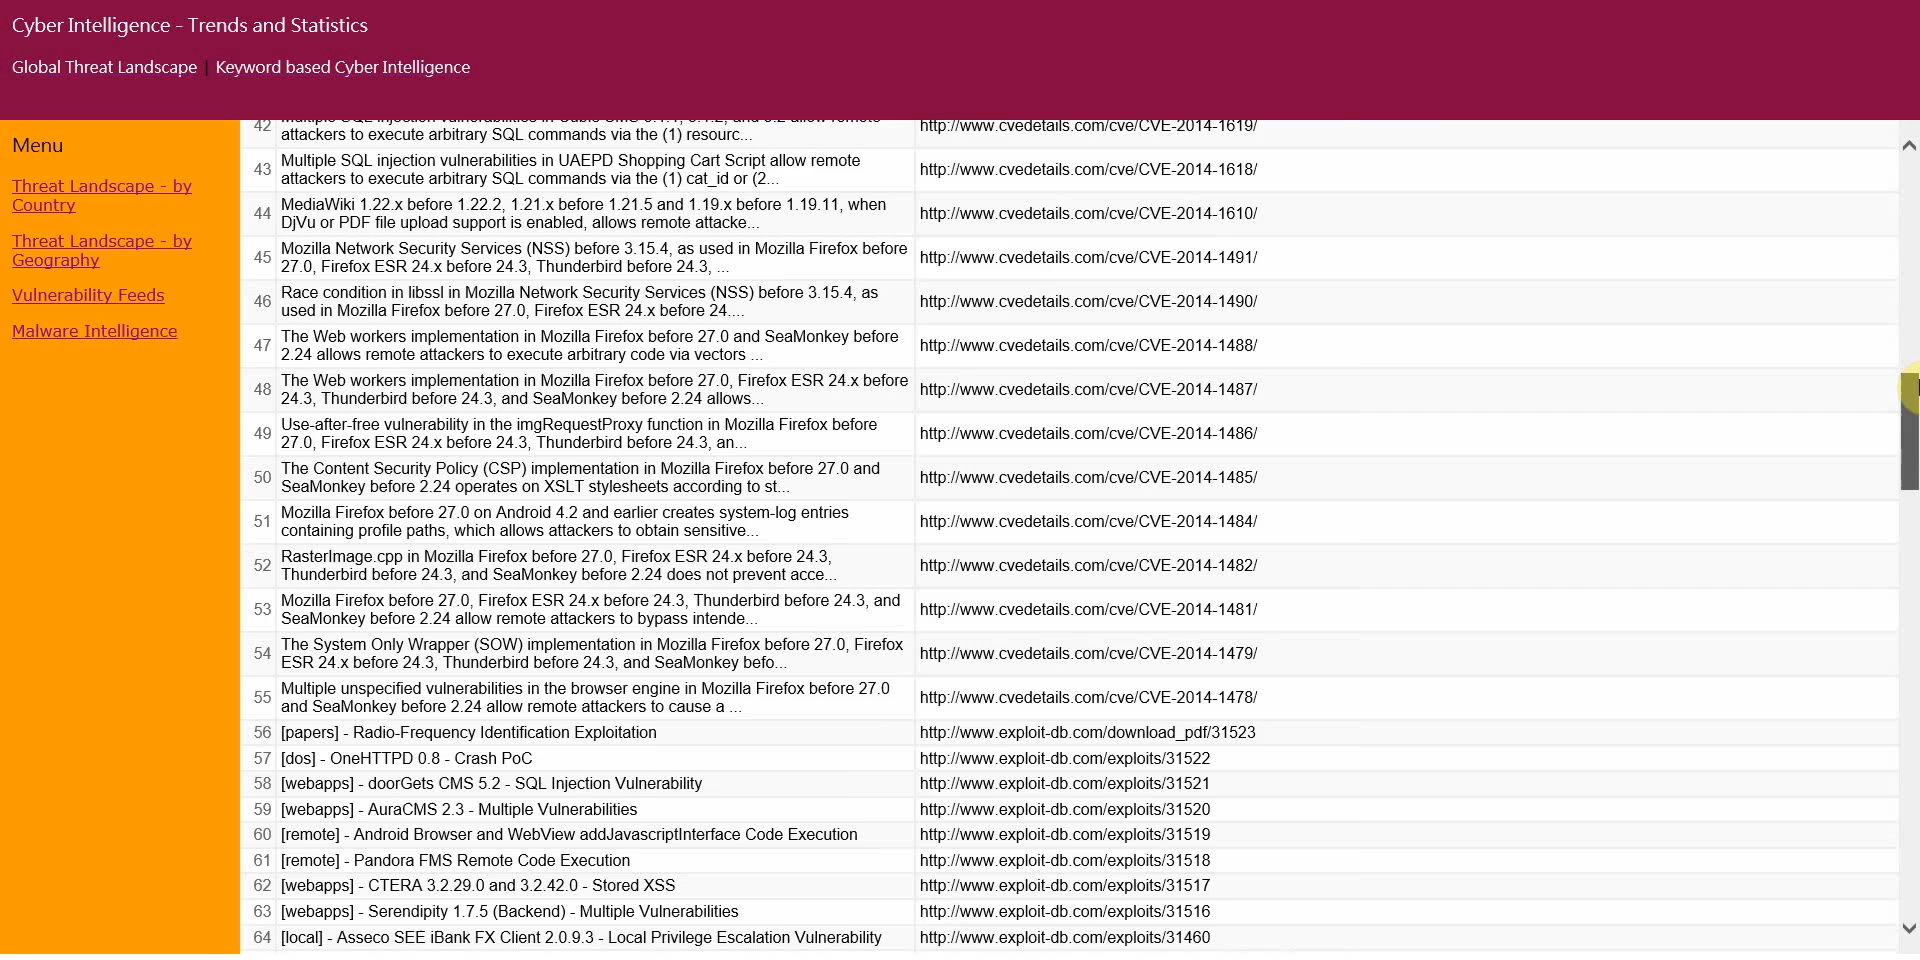 Cyber Intelligence - Trends and Statistics
Global Threat Landscape | Keyword based Cyber Intelligence
Menu
Threat Landscape - by
Country
Threat Landscape - by
Geography
Vulnerability Feeds
Malware Intelligence
42
attackers to execute arbitrary SQL commands via the (1) resourc...
http://www.cvedetails.com/cve/CVE-2014-1619/
43 Multiple SQL injection vulnerabilities in UAEPD Shopping Cart Script allow remote
attackers to execute arbitrary SQL commands via the (1) cat_id or (2...
http://www.cvedetails.com/cve/CVE-2014-1618/
44 MediaWiki 1.22.x before 1.22.2, 1.21.x before 1.21.5 and 1.19.x before 1.19.11, when
DjVu or PDF file upload support is enabled, allows remote attacke...
http://www.cvedetails.com/cve/CVE-2014-1610/
45 Mozilla Network Security Services (NSS) before 3.15.4, as used in Mozilla Firefox before
27.0, Firefox ESR 24.x before 24.3, Thunderbird before 24.3, ...
http://www.cvedetails.com/cve/CVE-2014-1491/
46 Race condition in libssl in Mozilla Network Security Services (NSS) before 3.15.4, as
used in Mozilla Firefox before 27.0, Firefox ESR 24.x before 24....
http://www.cvedetails.com/cve/CVE-2014-1490/
47 The Web workers implementation in Mozilla Firefox before 27.0 and SeaMonkey before
2.24 allows remote attackers to execute arbitrary code via vectors ...
http://www.cvedetails.com/cve/CVE-2014-1488/
48 The Web workers implementation in Mozilla Firefox before 27.0, Firefox ESR 24.x before
24.3, Thunderbird before 24.3, and SeaMonkey before 2.24 allows...
http://www.cvedetails.com/cve/CVE-2014-1487/
49 Use-after-free vulnerability in the imgRequestProxy function in Mozilla Firefox before
27.0, Firefox ESR 24.x before 24.3, Thunderbird before 24.3, an...
http://www.cvedetails.com/cve/CVE-2014-1486/
50 The Content Security Policy (CSP) implementation in Mozilla Firefox before 27.0 and
SeaMonkey before 2.24 operates on XSLT stylesheets according to st...
http://www.cvedetails.com/cve/CVE-2014-1485/
51 Mozilla Firefox before 27.0 on Android 4.2 and earlier creates system-log entries
containing profile paths, which allows attackers to obtain sensitive...
http://www.cvedetails.com/cve/CVE-2014-1484/
52 RasterImage.cpp in Mozilla Firefox before 27.0, Firefox ESR 24.x before 24.3,
Thunderbird before 24.3, and SeaMonkey before 2.24 does not prevent acce...
http://www.cvedetails.com/cve/CVE-2014-1482/
53 Mozilla Firefox before 27.0, Firefox ESR 24.x before 24.3, Thunderbird before 24.3, and
SeaMonkey before 2.24 allow remote attackers to bypass intende...
http://www.cvedetails.com/cve/CVE-2014-1481/
54 The System Only Wrapper (SOW) implementation in Mozilla Firefox before 27.0, Firefox
ESR 24.x before 24.3, Thunderbird before 24.3, and SeaMonkey befo...
http://www.cvedetails.com/cve/CVE-2014-1479/
55 Multiple unspecified vulnerabilities in the browser engine in Mozilla Firefox before 27.0
and SeaMonkey before 2.24 allow remote attackers to cause a ...
http://www.cvedetails.com/cve/CVE-2014-1478/
56 [papers] - Radio-Frequency Identification Exploitation http://www.exploit-db.com/download_pdf/31523
57 [dos] - OneHTTPD 0.8 - Crash PoC http://www.exploit-db.com/exploits/31522
58 [webapps] - doorGets CMS 5.2 - SQL Injection Vulnerability http://www.exploit-db.com/exploits/31521
59 [webapps] - AuraCMS 2.3 - Multiple Vulnerabilities http://www.exploit-db.com/exploits/31520
60 [remote] - Android Browser and WebView addJavascriptInterface Code Execution http://www.exploit-db.com/exploits/31519
61 [remote] - Pandora FMS Remote Code Execution http://www.exploit-db.com/exploits/31518
62 [webapps] - CTERA 3.2.29.0 and 3.2.42.0 - Stored XSS http://www.exploit-db.com/exploits/31517
63 [webapps] - Serendipity 1.7.5 (Backend) - Multiple Vulnerabilities http://www.exploit-db.com/exploits/31516
64 [local] - Asseco SEE iBank FX Client 2.0.9.3 - Local Privilege Escalation Vulnerability http://www.exploit-db.com/exploits/31460